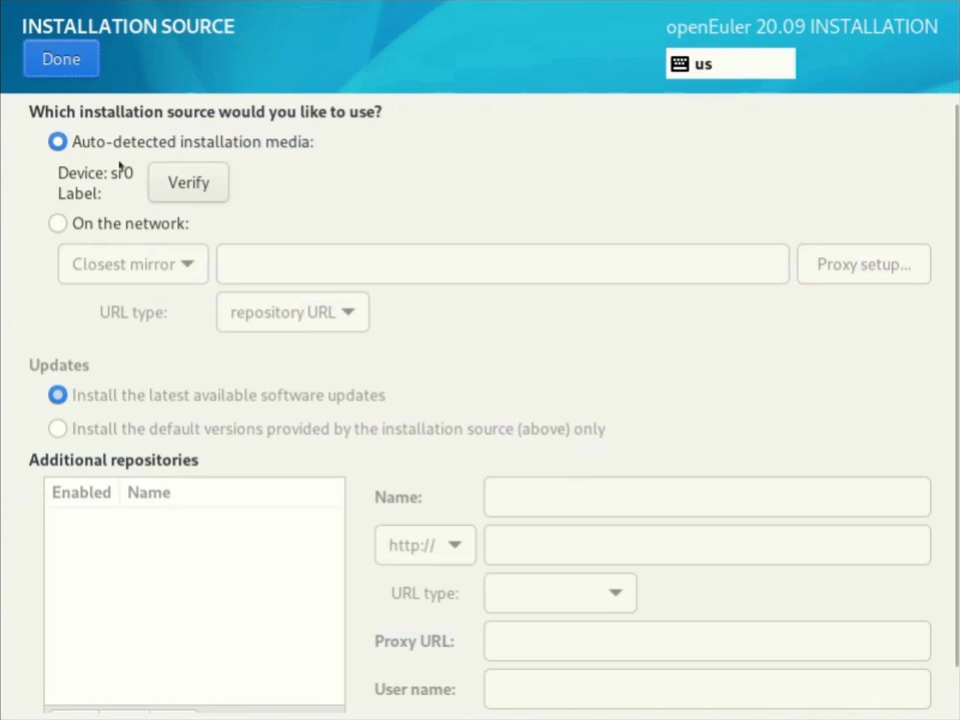 INSTALLATION SOURCE
openEuler 20.09 INSTALLATION
Done
us
Which installation source would you like to use?
Auto-detected installation media:
Device: sr0
Label:
Verify
On the network:
Closest mirror
Proxy setup...
URL type:
repository URL
Updates
Install the latest available software updates
Install the default versions provided by the installation source (above) only
Additional repositories
Enabled Name
Name:
http://
URL type:
Proxy URL:
User name: